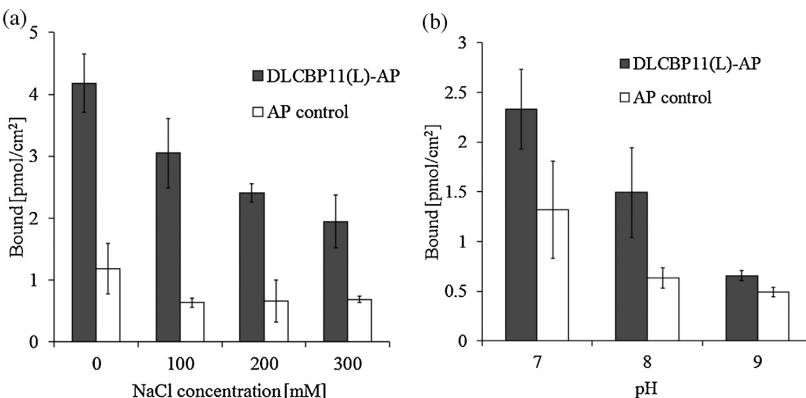 (a)
Bound [pmol/cm²]
5
4
3
2
1
0
DLCBP11(L)-AP
AP control
0 100 200 300
NaCl concentration [mM]
(b)
Bound [pmol/cm²]
3
2.5
2
1.5
1
0.5
0
DLCBP11(L)-AP
AP control
7 8 9
pH